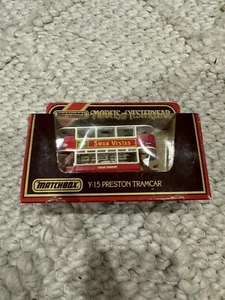 MODELS of YESTERYEAR
SWAN VESTAS
MATCHBOX
Y-15 PRESTON TRAMCAR